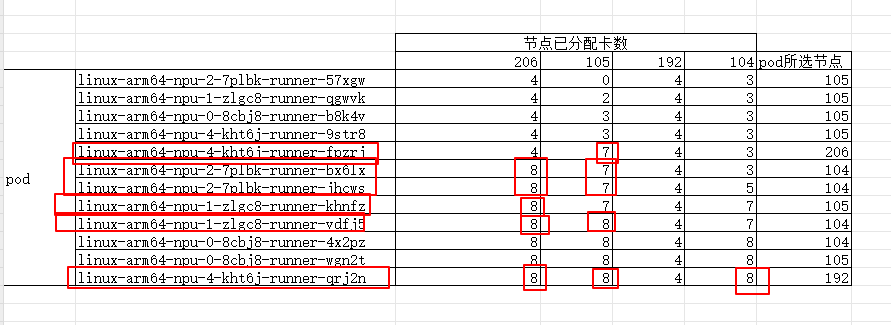 节点已分配卡数
206 105 192 104 pod所选节点
pod
linux-arm64-npu-2-7plbk-runner-57xgw 4 0 4 3 105
linux-arm64-npu-1-zlgc8-runner-qgwvk 4 2 4 3 105
linux-arm64-npu-0-8cbj8-runner-b8k4v 4 3 4 3 105
linux-arm64-npu-4-kht6j-runner-9str8 4 3 4 3 105
linux-arm64-npu-4-kht6j-runner-fpzrj 4 7 4 3 206
linux-arm64-npu-2-7plbk-runner-bx6lx 8 7 4 3 104
linux-arm64-npu-2-7plbk-runner-jhcws 8 7 4 5 104
linux-arm64-npu-1-zlgc8-runner-khnfz 8 7 4 7 105
linux-arm64-npu-1-zlgc8-runner-vdfj5 8 8 4 7 104
linux-arm64-npu-0-8cbj8-runner-4x2pz 8 8 4 8 104
linux-arm64-npu-0-8cbj8-runner-wgn2t 8 8 4 8 105
linux-arm64-npu-4-kht6j-runner-qrj2n 8 8 4 8 192